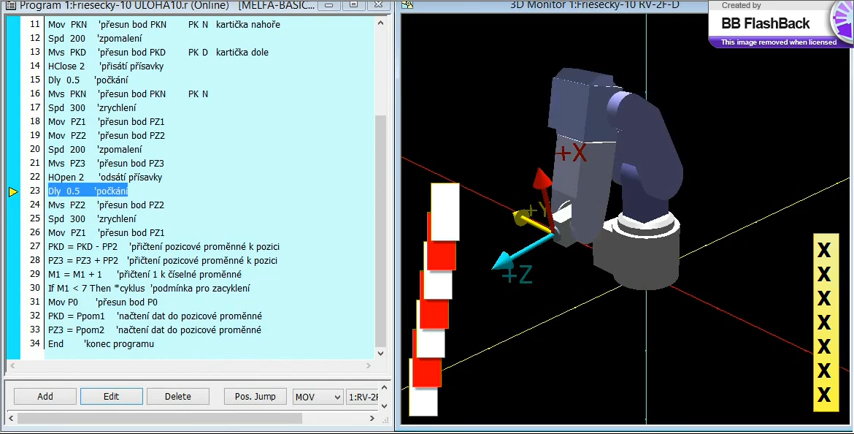 Program 1:Friesecky-10 ULOHA10.r (Online) [MELFA-BASIC...
11 Mov PKN 'přesun bod PKN PK N kartička nahoře
12 Spd 200 'zpomalení
13 Mvs PKD 'přesun bod PKD PK D kartička dole
14 HClose 2 'přisátí přísavky
15 Dly 0.5 'počkání
16 Mvs PKN 'přesun bod PKN PK N
17 Spd 300 'zrychlení
18 Mov PZ1 'přesun bod PZ1
19 Mov PZ2 'přesun bod PZ2
20 Spd 200 'zpomalení
21 Mvs PZ3 'přesun bod PZ3
22 HOpen 2 'odsátí přísavky
23 Dly 0.5 'počkání
24 Mvs PZ2 'přesun bod PZ2
25 Spd 300 'zrychlení
26 Mov PZ1 'přesun bod PZ1
27 PKD = PKD - PP2 'přičtení pozicové proměnné k pozici
28 PZ3 = PZ3 + PP2 'přičtení pozicové proměnné k pozici
29 M1 = M1 + 1 'přičtení 1 k číselné proměnné
30 If M1 < 7 Then *cyklus 'podmínka pro zacyklení
31 Mov P0 'přesun bod P0
32 PKD = Ppom1 'načtení dat do pozicové proměnné
33 PZ3 = Ppom2 'načtení dat do pozicové proměnné
34 End 'konec programu
Add Edit Delete Pos. Jump MOV 1:RV-2F
3D Monitor 1:Friesecky-10 RV-2F-D
Created by
BB FlashBack
This image removed when licensed
+X
+Y
+Z
X
X
X
X
X
X
X